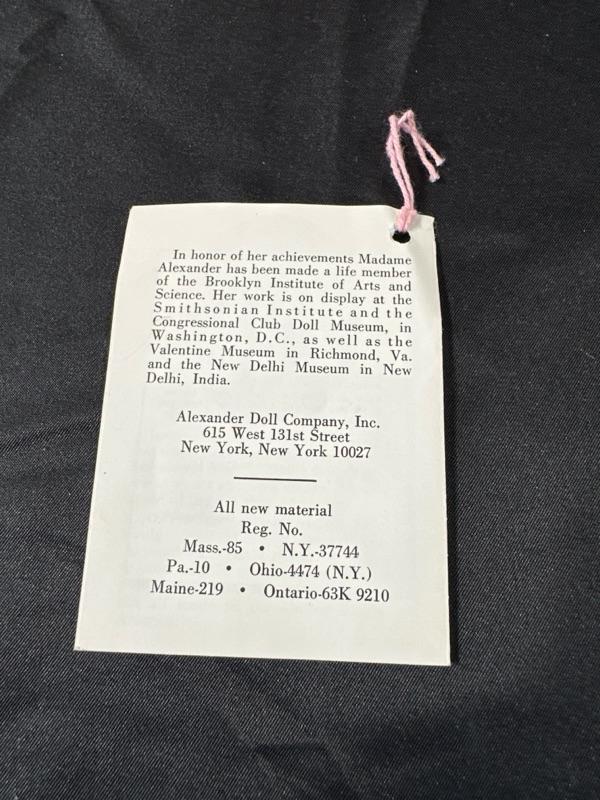 In honor of her achievements Madame
Alexander has been made a life member
of the Brooklyn Institute of Arts and
Science. Her work is on display at the
Smithsonian Institute and the
Congressional Club Doll Museum, in
Washington, D.C., as well as the
Valentine Museum in Richmond, Va.
and the New Delhi Museum in New
Delhi, India.
Alexander Doll Company, Inc.
615 West 131st Street
New York, New York 10027
All new material
Reg. No.
Mass.-85 • N.Y.-37744
Pa.-10 • Ohio-4474 (N.Y.)
Maine-219 • Ontario-63K 9210